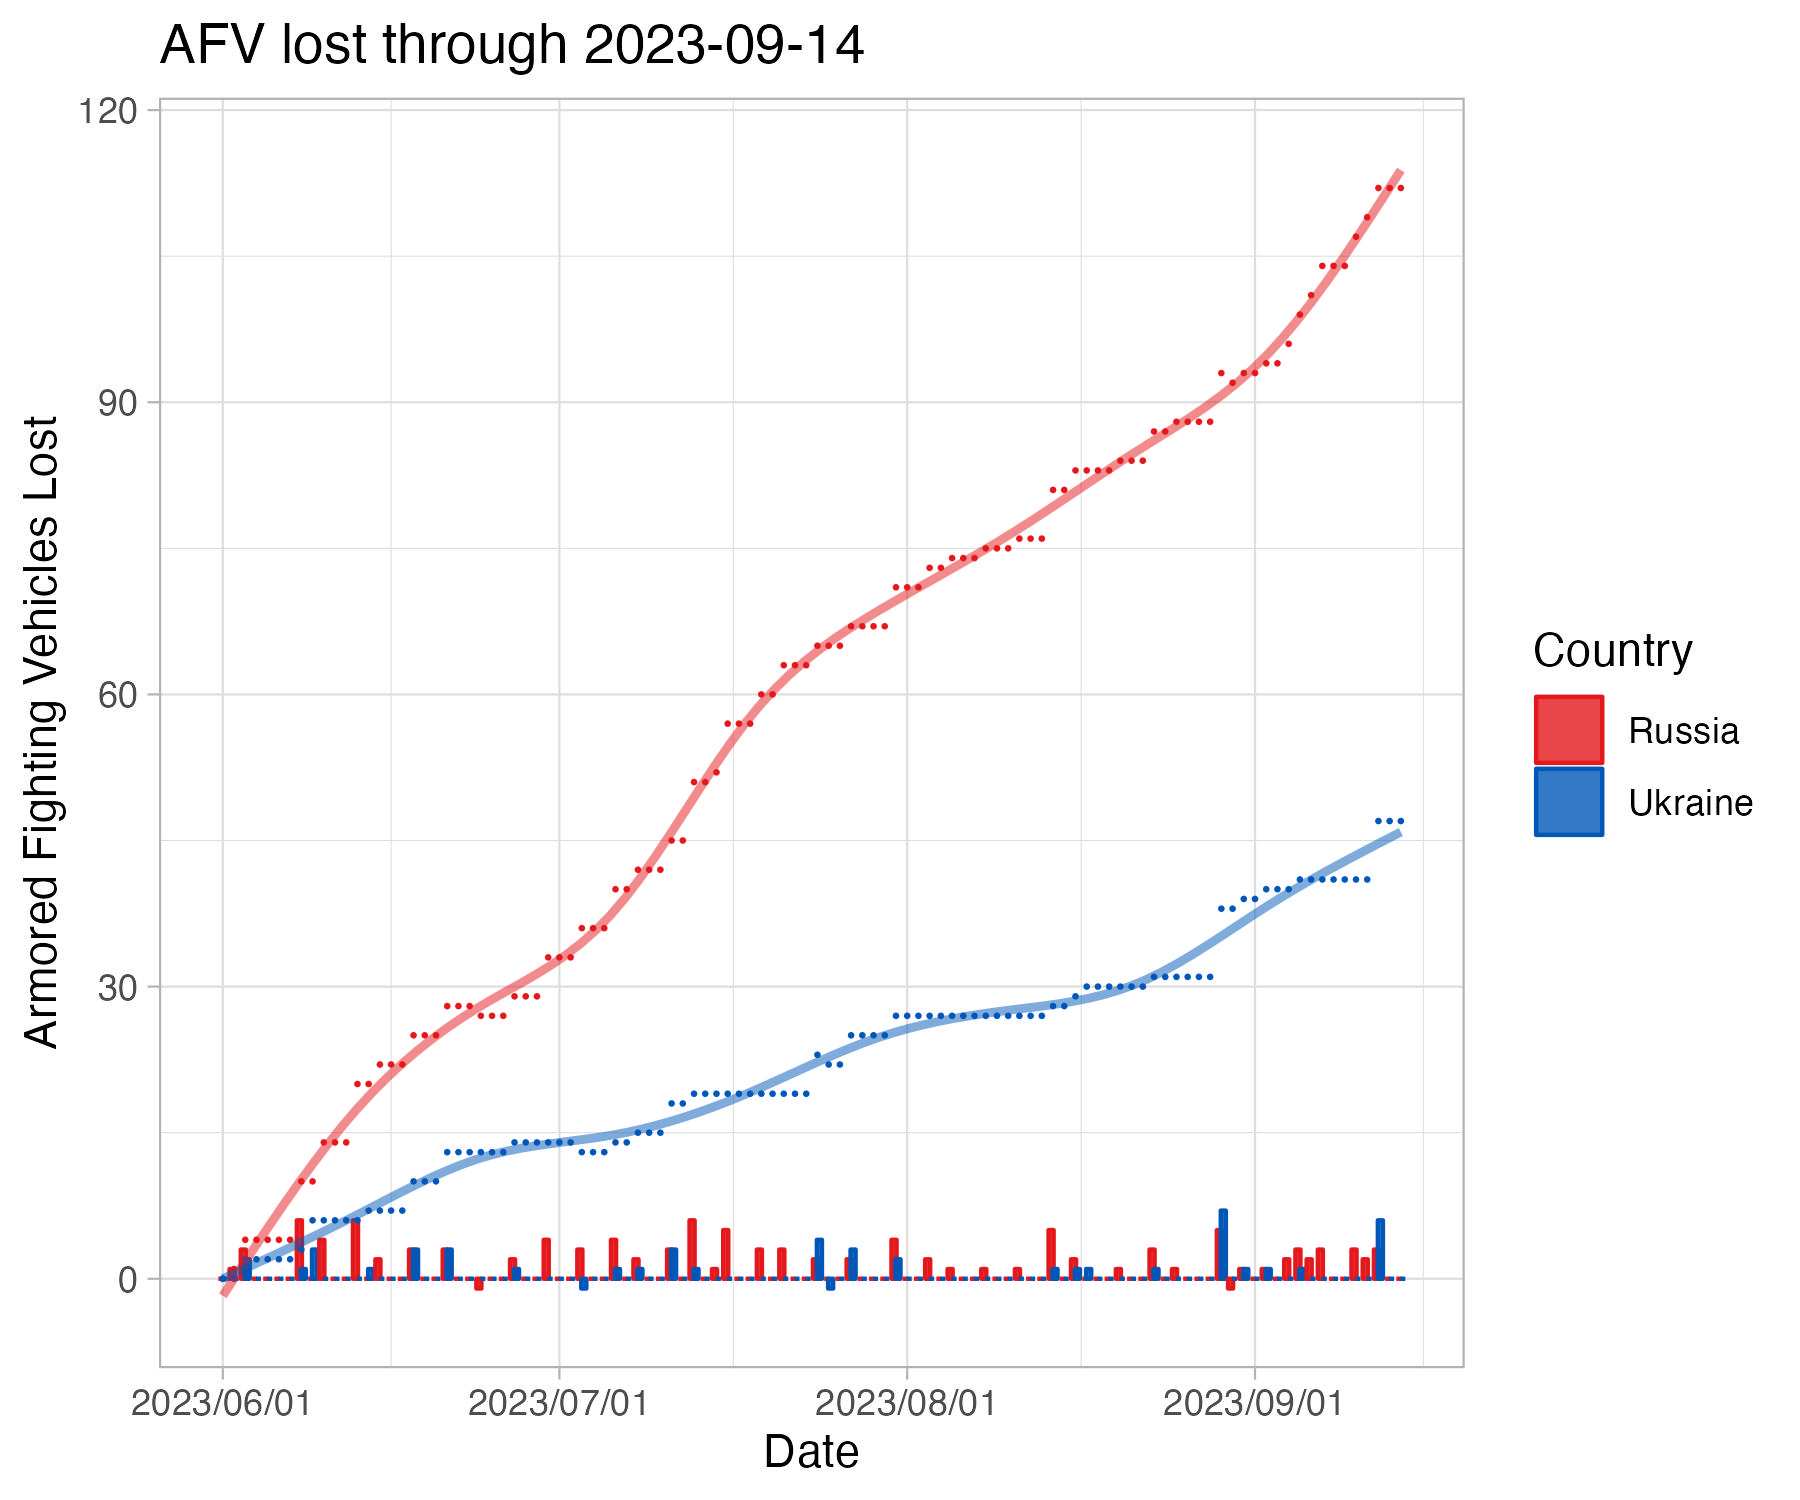 AFV lost through 2023-09-14
120
90
60
30
0
Armored Fighting Vehicles Lost
2023/06/01 2023/07/01 2023/08/01 2023/09/01
Date
Country
Russia
Ukraine